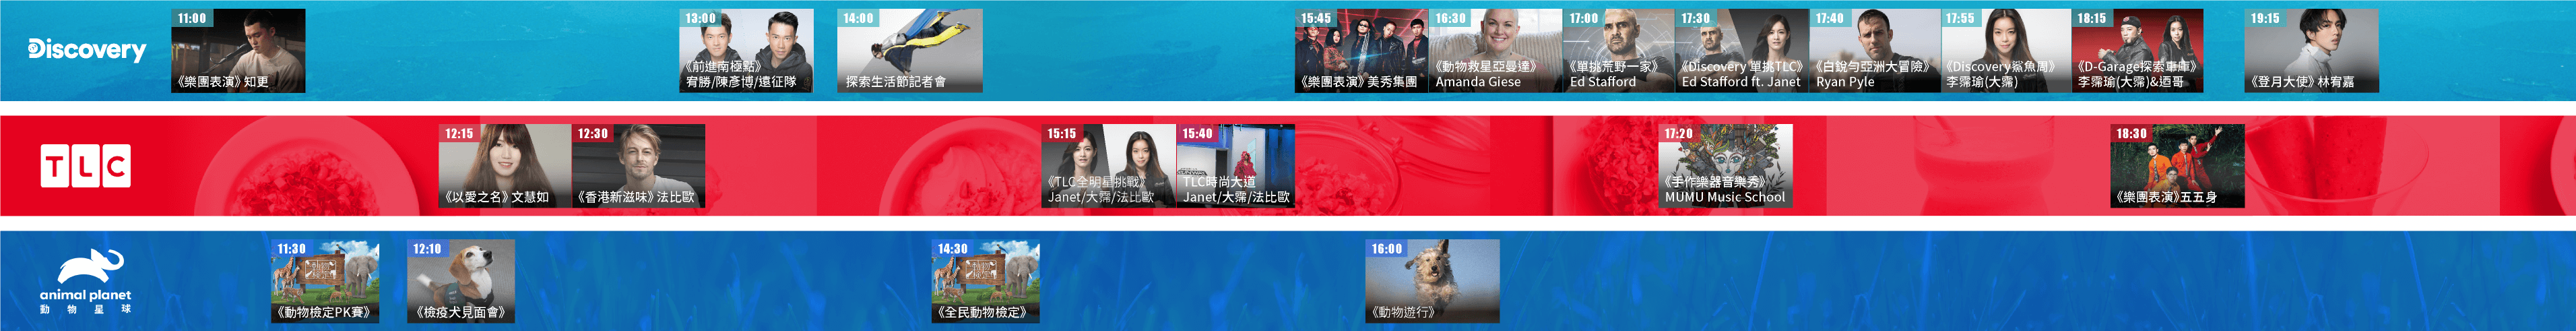 Discovery
11:00
《樂團表演》知更
13:00
《前進南極點》
宥勝/陳彥博/遠征隊
14:00
探索生活節記者會
15:45
《樂團表演》美秀集團
16:30
《動物救星亞曼達》
Amanda Giese
17:00
《單挑荒野一家》
Ed Stafford
17:30
《Discovery 單挑TLC》
Ed Stafford ft. Janet
17:40
《白銳勻亞洲大冒險》
Ryan Pyle
17:55
《Discovery鯊魚周》
李霈瑜(大霈)
18:15
《D-Garage探索車庫》
李霈瑜(大霈)&迺哥
19:15
《登月大使》林宥嘉
TLC
12:15
《以愛之名》文慧如
12:30
《香港新滋味》法比歐
15:15
《TLC全明星挑戰》
Janet/大霈/法比歐
15:40
TLC時尚大道
Janet/大霈/法比歐
17:20
《手作樂器音樂秀》
MUMU Music School
18:30
《樂團表演》五五身
animal planet
動物星球
11:30
《動物檢定PK賽》
12:10
《檢疫犬見面會》
14:30
《全民動物檢定》
16:00
《動物遊行》